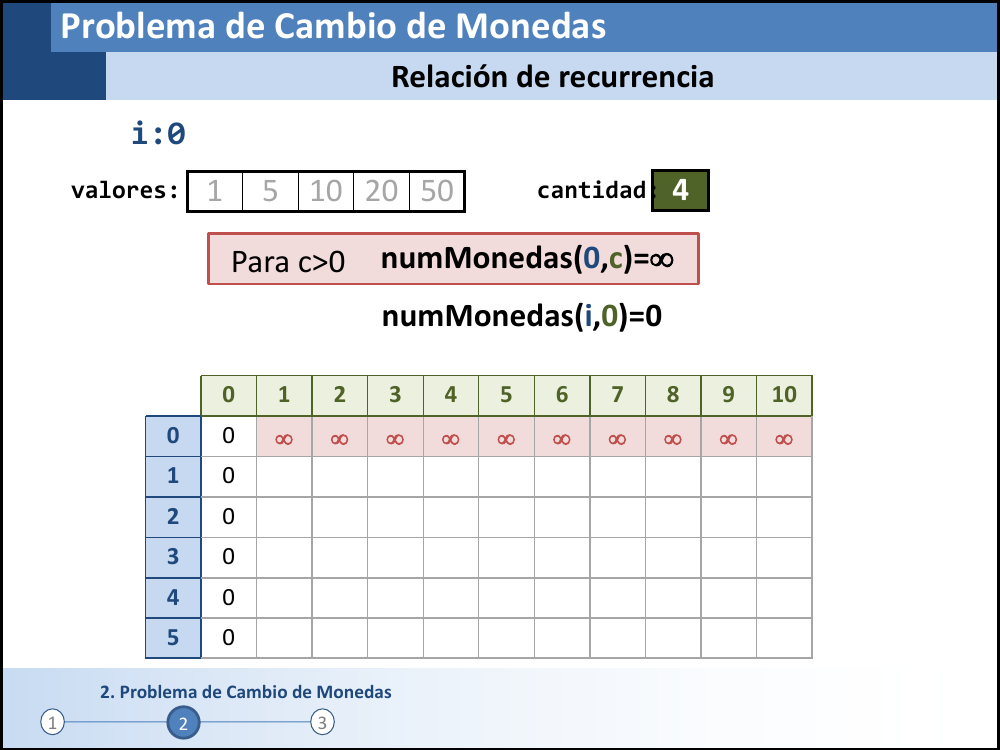 Problema de Cambio de Monedas
Relación de recurrencia
i:0
valores: 1 5 10 20 50 cantidad: 4
Para c>0 numMonedas(0,c)=∞
numMonedas(i,0)=0
0 1 2 3 4 5 6 7 8 9 10
0 0 ∞ ∞ ∞ ∞ ∞ ∞ ∞ ∞ ∞ ∞
1 0
2 0
3 0
4 0
5 0
2. Problema de Cambio de Monedas
1 2 3